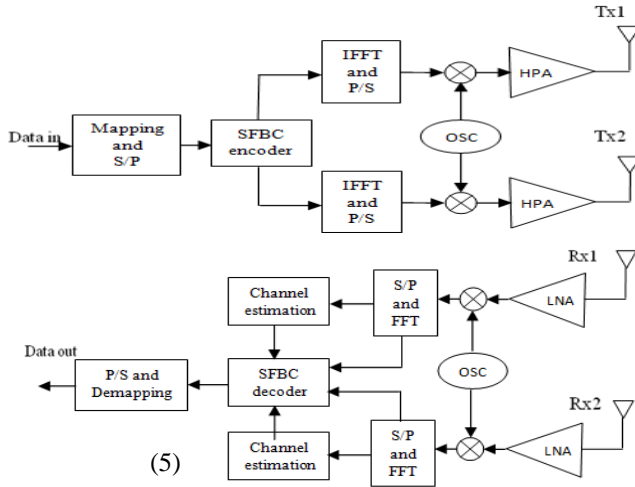 Tx1
IFFT
and
P/S
HPA
Data in
Mapping
and
S/P
SFBC
encoder
OSC
Tx2
IFFT
and
P/S
HPA
Rx1
Channel
estimation
S/P
and
FFT
LNA
Data out
P/S and
Demapping
SFBC
decoder
OSC
Rx2
Channel
estimation
S/P
and
FFT
LNA
(5)